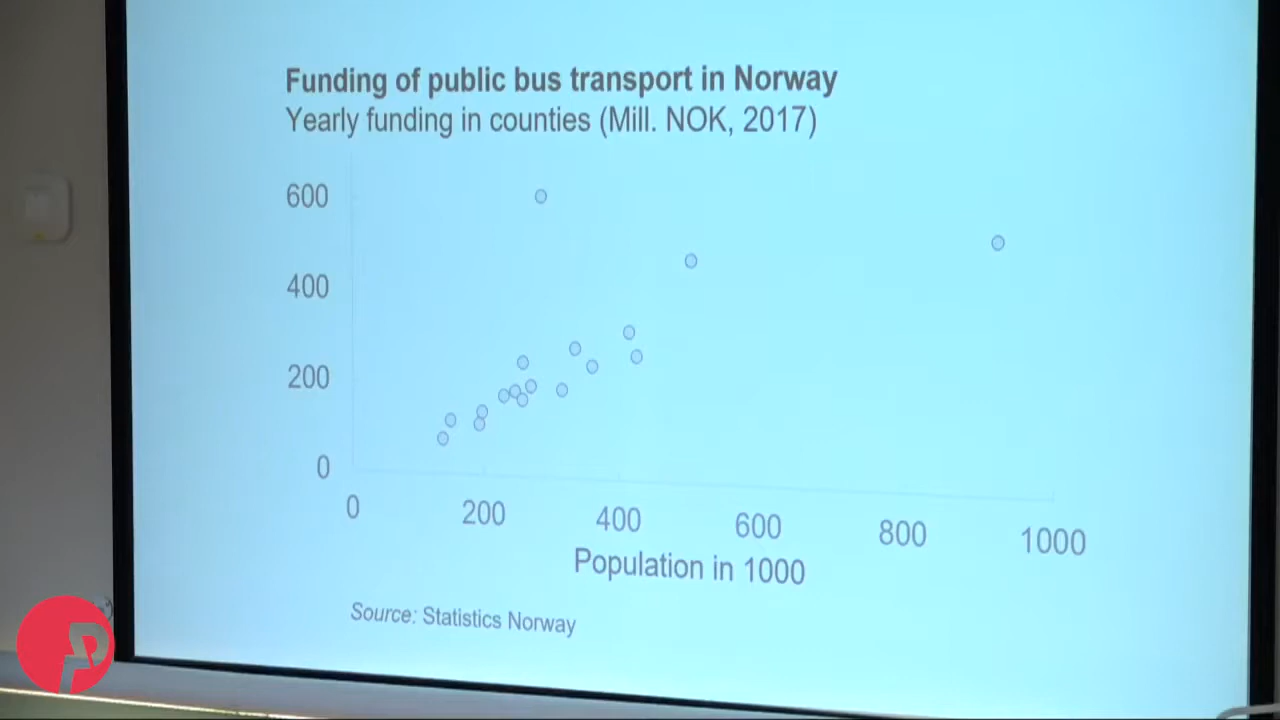 Funding of public bus transport in Norway
Yearly funding in counties (Mill. NOK, 2017)
600
400
200
0
0 200 400 600 800 1000
Population in 1000
Source: Statistics Norway